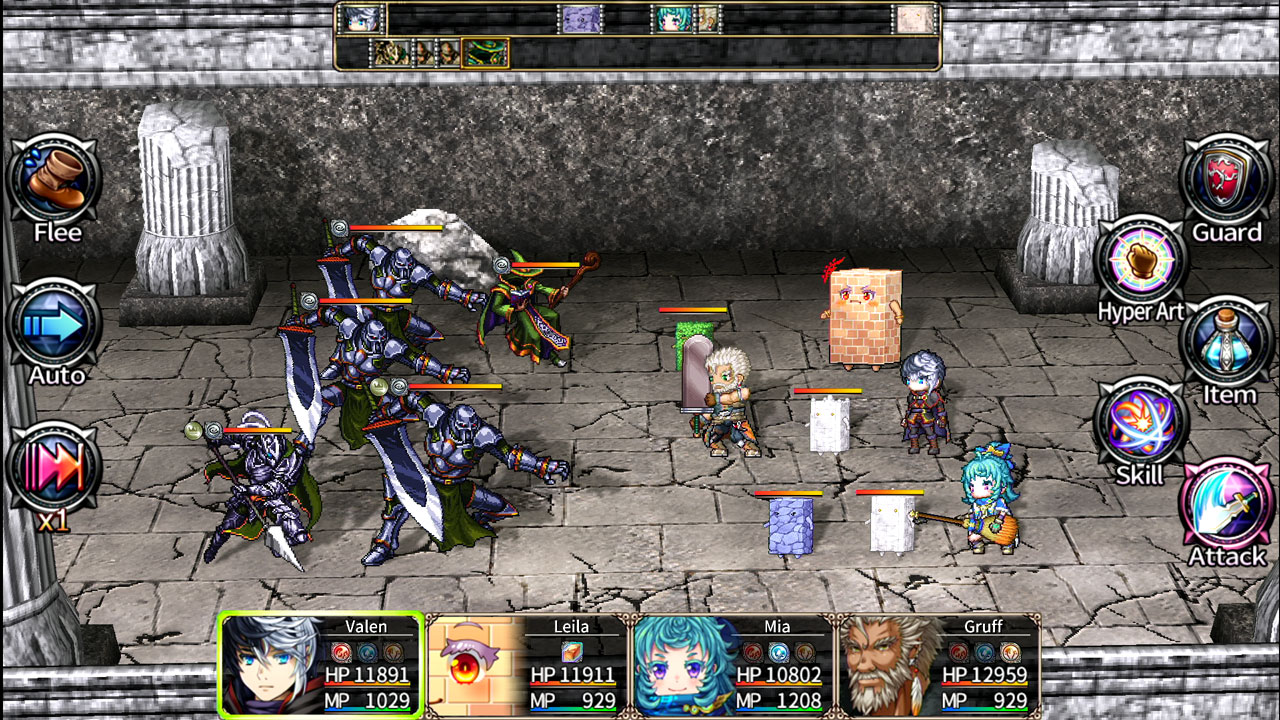 Flee
Auto
x1
Guard
Hyper Art
Item
Skill
Attack
Valen
HP 11891
MP 1029
Leila
HP 11911
MP 929
Mia
HP 10802
MP 1208
Gruff
HP 12959
MP 929